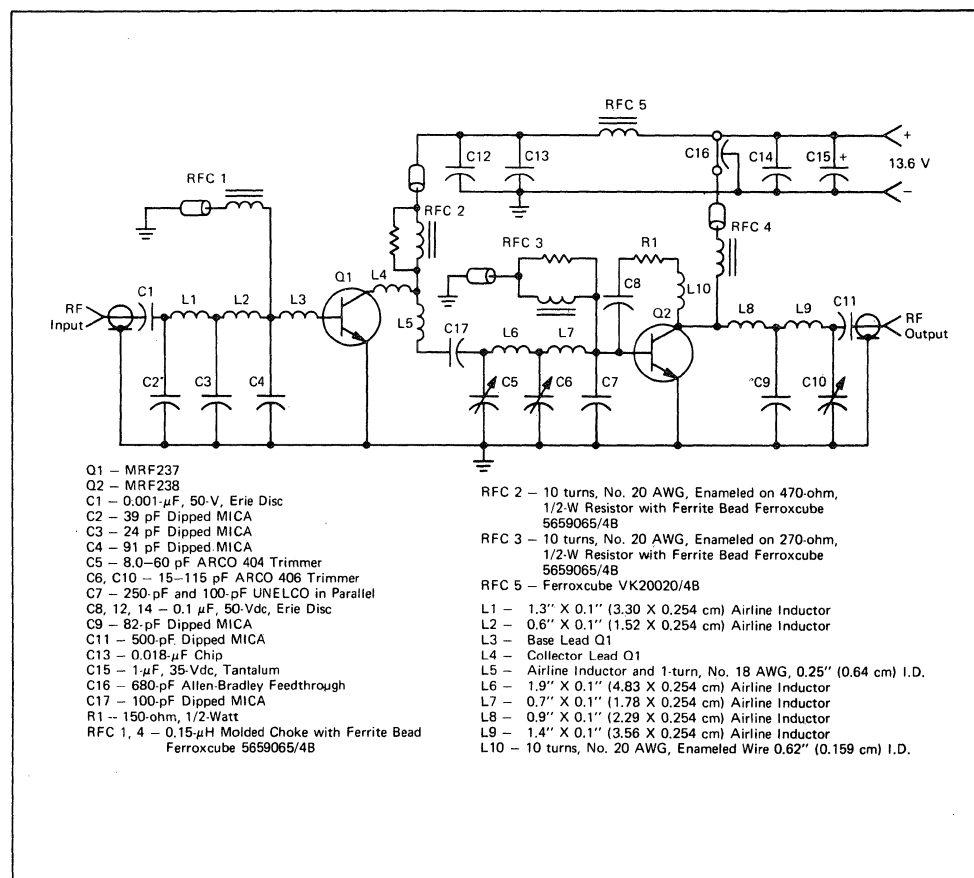 RFC 5
C12
C13
C16
C14
C15
+
+
13.6 V
−
RFC 1
RFC 2
RFC 3
R1
RFC 4
Q1
L4
C8
L10
Q2
L5
RF
Input
C1
L1
L2
L3
C17
L6
L7
L8
L9
C11
RF
Output
C2
C3
C4
C5
C6
C7
C9
C10
Q1 – MRF237
Q2 – MRF238
C1 – 0.001-μF, 50-V, Erie Disc
C2 – 39 pF Dipped MICA
C3 – 24 pF Dipped MICA
C4 – 91 pF Dipped MICA
C5 – 8.0–60 pF ARCO 404 Trimmer
C6, C10 – 15–115 pF ARCO 406 Trimmer
C7 – 250-pF and 100-pF UNELCO in Parallel
C8, 12, 14 – 0.1 μF, 50-Vdc, Erie Disc
C9 – 82-pF Dipped MICA
C11 – 500-pF. Dipped MICA
C13 – 0.018-μF Chip
C15 – 1-μF, 35-Vdc, Tantalum
C16 – 680-pF Allen-Bradley Feedthrough
C17 – 100-pF Dipped MICA
R1 -- 150-ohm, 1/2-Watt
RFC 1, 4 – 0.15-μH Molded Choke with Ferrite Bead
Ferroxcube 5659065/4B
RFC 2 – 10 turns, No. 20 AWG, Enameled on 470-ohm,
1/2-W Resistor with Ferrite Bead Ferroxcube
5659065/4B
RFC 3 – 10 turns, No. 20 AWG, Enameled on 270-ohm,
1/2-W Resistor with Ferrite Bead Ferroxcube
5659065/4B
RFC 5 – Ferroxcube VK20020/4B
L1 – 1.3'' X 0.1'' (3.30 X 0.254 cm) Airline Inductor
L2 – 0.6'' X 0.1'' (1.52 X 0.254 cm) Airline Inductor
L3 – Base Lead Q1
L4 – Collector Lead Q1
L5 – Airline Inductor and 1-turn, No. 18 AWG, 0.25'' (0.64 cm) I.D.
L6 – 1.9'' X 0.1'' (4.83 X 0.254 cm) Airline Inductor
L7 – 0.7'' X 0.1'' (1.78 X 0.254 cm) Airline Inductor
L8 – 0.9'' X 0.1'' (2.29 X 0.254 cm) Airline Inductor
L9 – 1.4'' X 0.1'' (3.56 X 0.254 cm) Airline Inductor
L10 – 10 turns, No. 20 AWG, Enameled Wire 0.62'' (0.159 cm) I.D.